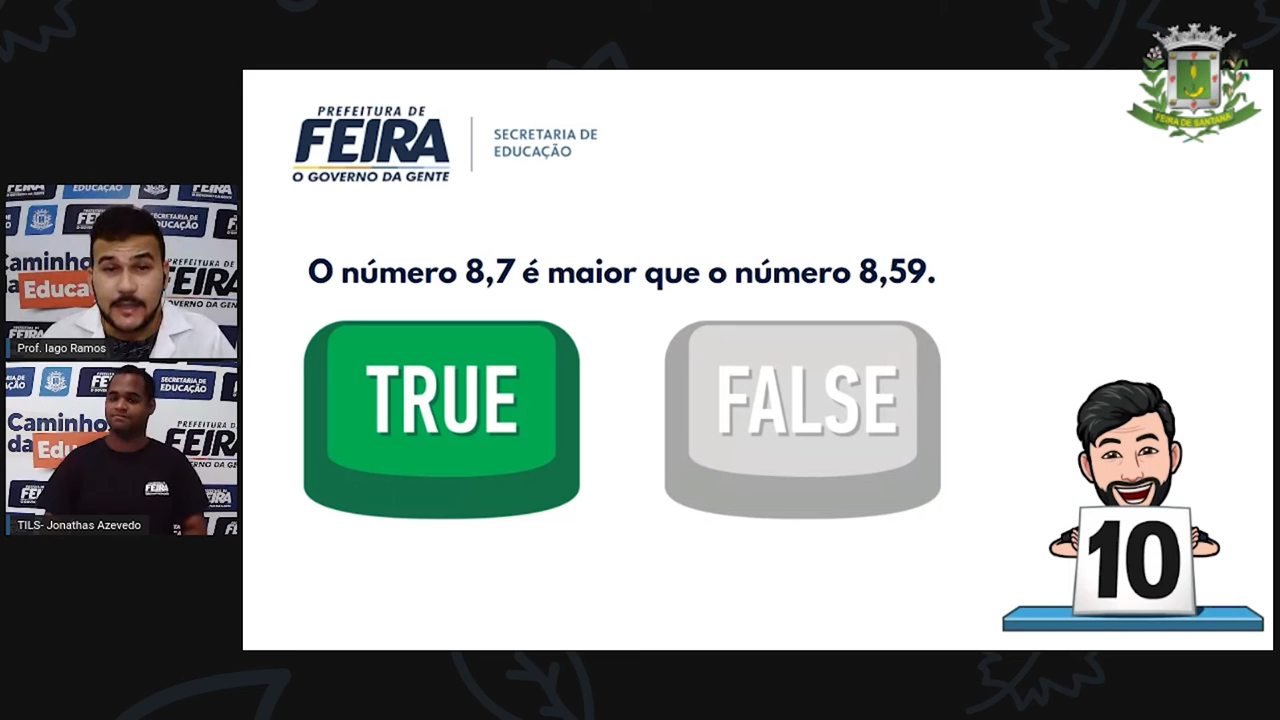 PREFEITURA DE
FEIRA
O GOVERNO DA GENTE
SECRETARIA DE
EDUCAÇÃO
FEIRA DE SANTANA
O número 8,7 é maior que o número 8,59.
TRUE
FALSE
10
Prof. Iago Ramos
TILS- Jonathas Azevedo